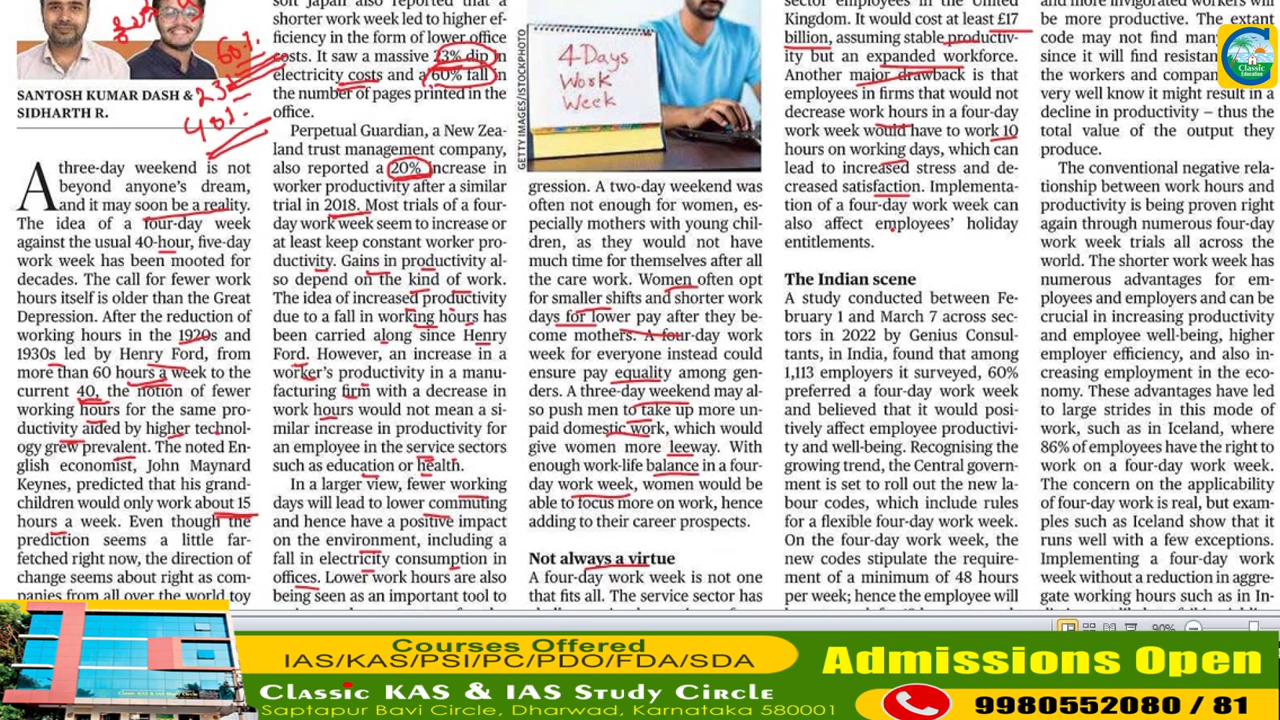 60%
23%
40%
SANTOSH KUMAR DASH &
SIDHARTH R.
A three-day weekend is not
beyond anyone's dream,
and it may soon be a reality.
The idea of a four-day week
against the usual 40-hour, five-day
work week has been mooted for
decades. The call for fewer work
hours itself is older than the Great
Depression. After the reduction of
working hours in the 1920s and
1930s led by Henry Ford, from
more than 60 hours a week to the
current 40, the notion of fewer
working hours for the same pro-
ductivity aided by higher technol-
ogy grew prevalent. The noted En-
glish economist, John Maynard
Keynes, predicted that his grand-
children would only work about 15
hours a week. Even though the
prediction seems a little far-
fetched right now, the direction of
change seems about right as com-
panies from all over the world toy
soft Japan also reported that a
shorter work week led to higher ef-
ficiency in the form of lower office
costs. It saw a massive 23% dip in
electricity costs and a 60% fall in
the number of pages printed in the
office.
Perpetual Guardian, a New Zea-
land trust management company,
also reported a 20% increase in
worker productivity after a similar
trial in 2018. Most trials of a four-
day work week seem to increase or
at least keep constant worker pro-
ductivity. Gains in productivity al-
so depend on the kind of work.
The idea of increased productivity
due to a fall in working hours has
been carried along since Henry
Ford. However, an increase in a
worker's productivity in a manu-
facturing firm with a decrease in
work hours would not mean a si-
milar increase in productivity for
an employee in the service sectors
such as education or health.
In a larger view, fewer working
days will lead to lower commuting
and hence have a positive impact
on the environment, including a
fall in electricity consumption in
offices. Lower work hours are also
being seen as an important tool to
4-Days
Work
Week
GETTY IMAGES/ISTOCKPHOTO
gression. A two-day weekend was
often not enough for women, es-
pecially mothers with young chil-
dren, as they would not have
much time for themselves after all
the care work. Women often opt
for smaller shifts and shorter work
days for lower pay after they be-
come mothers. A four-day work
week for everyone instead could
ensure pay equality among gen-
ders. A three-day weekend may al-
so push men to take up more un-
paid domestic work, which would
give women more leeway. With
enough work-life balance in a four-
day work week, women would be
able to focus more on work, hence
adding to their career prospects.
Not always a virtue
A four-day work week is not one
that fits all. The service sector has
sector employees in the United
Kingdom. It would cost at least £17
billion, assuming stable productiv-
ity but an expanded workforce.
Another major drawback is that
employees in firms that would not
decrease work hours in a four-day
work week would have to work 10
hours on working days, which can
lead to increased stress and de-
creased satisfaction. Implementa-
tion of a four-day work week can
also affect employees' holiday
entitlements.
The Indian scene
A study conducted between Fe-
bruary 1 and March 7 across sec-
tors in 2022 by Genius Consul-
tants, in India, found that among
1,113 employers it surveyed, 60%
preferred a four-day work week
and believed that it would posi-
tively affect employee productivi-
ty and well-being. Recognising the
growing trend, the Central govern-
ment is set to roll out the new la-
bour codes, which include rules
for a flexible four-day work week.
On the four-day work week, the
new codes stipulate the require-
ment of a minimum of 48 hours
per week; hence the employee will
and more invigorated workers will
be more productive. The extant
code may not find many
since it will find resistan
the workers and compan
very well know it might result in a
decline in productivity – thus the
total value of the output they
produce.
The conventional negative rela-
tionship between work hours and
productivity is being proven right
again through numerous four-day
work week trials all across the
world. The shorter work week has
numerous advantages for em-
ployees and employers and can be
crucial in increasing productivity
and employee well-being, higher
employer efficiency, and also in-
creasing employment in the eco-
nomy. These advantages have led
to large strides in this mode of
work, such as in Iceland, where
86% of employees have the right to
work on a four-day work week.
The concern on the applicability
of four-day work is real, but exam-
ples such as Iceland show that it
runs well with a few exceptions.
Implementing a four-day work
week without a reduction in aggre-
gate working hours such as in In-
Classic
Education
90%
Courses Offered
IAS/KAS/PSI/PC/PDO/FDA/SDA
Classic KAS & IAS Study Circle
Saptapur Bavi Circle, Dharwad, Karnataka 580001
Admissions Open
9980552080 / 81